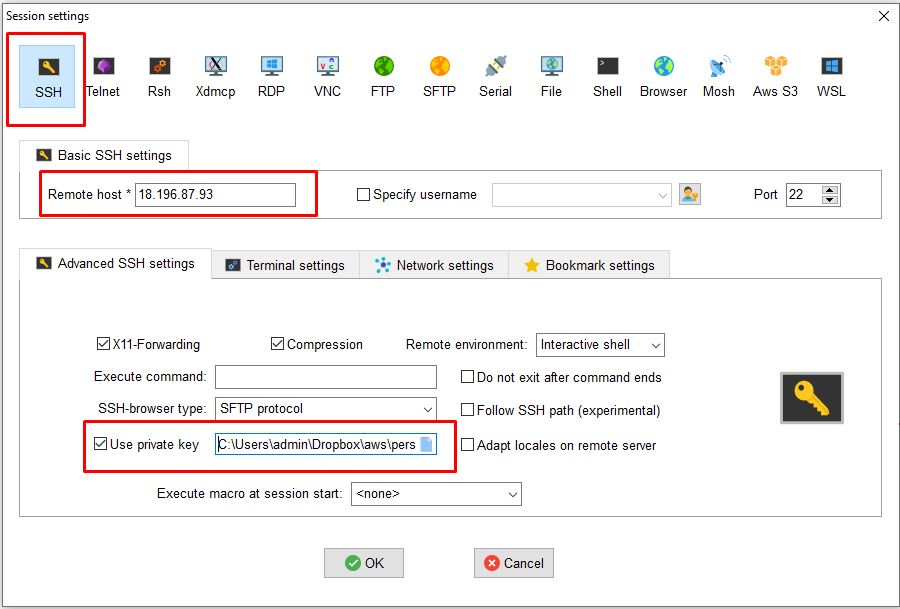 Session settings
SSH Telnet Rsh Xdmcp RDP VNC FTP SFTP Serial File Shell Browser Mosh Aws S3 WSL
Basic SSH settings
Remote host * 18.196.87.93 Specify username Port 22
Advanced SSH settings Terminal settings Network settings Bookmark settings
X11-Forwarding Compression Remote environment: Interactive shell
Execute command: Do not exit after command ends
SSH-browser type: SFTP protocol Follow SSH path (experimental)
Use private key C:\Users\admin\Dropbox\aws\pers Adapt locales on remote server
Execute macro at session start: <none>
OK Cancel